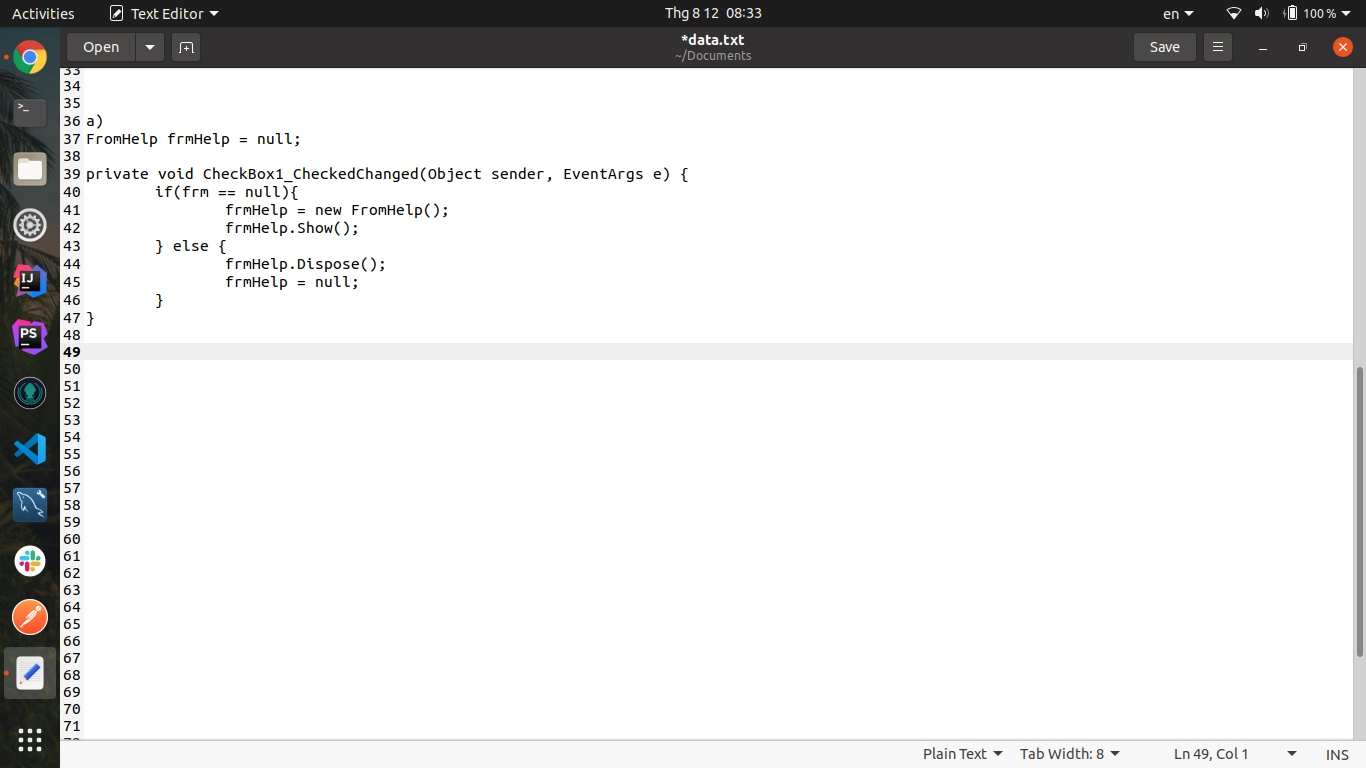 Activities
Text Editor
Thg 8 12 08:33
en
100 %
Open
*data.txt
~/Documents
Save
33
34
35
36 a)
37 FromHelp frmHelp = null;
38
39 private void CheckBox1_CheckedChanged(Object sender, EventArgs e) {
40 if(frm == null){
41 frmHelp = new FromHelp();
42 frmHelp.Show();
43 } else {
44 frmHelp.Dispose();
45 frmHelp = null;
46 }
47 }
48
49
50
51
52
53
54
55
56
57
58
59
60
61
62
63
64
65
66
67
68
69
70
71
>_
IJ
PS
Plain Text
Tab Width: 8
Ln 49, Col 1
INS